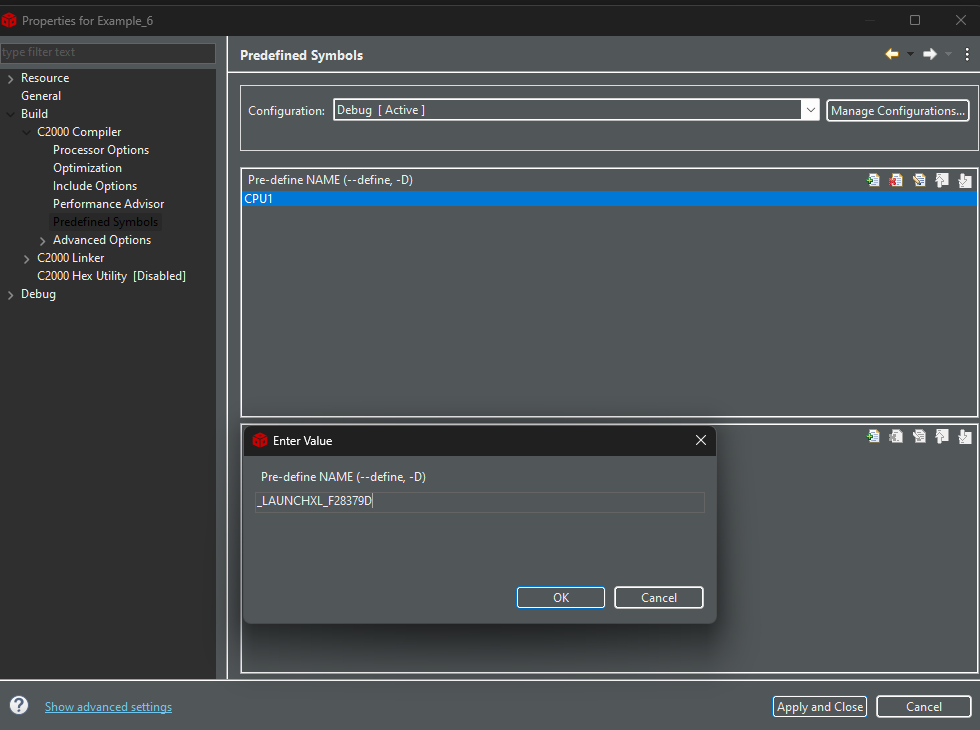 Properties for Example_6
type filter text
Resource
General
Build
C2000 Compiler
Processor Options
Optimization
Include Options
Performance Advisor
Predefined Symbols
Advanced Options
C2000 Linker
C2000 Hex Utility [Disabled]
Debug
Predefined Symbols
Configuration: Debug [ Active ] Manage Configurations...
Pre-define NAME (--define, -D)
CPU1
Enter Value
Pre-define NAME (--define, -D)
_LAUNCHXL_F28379D
OK Cancel
Show advanced settings
Apply and Close Cancel